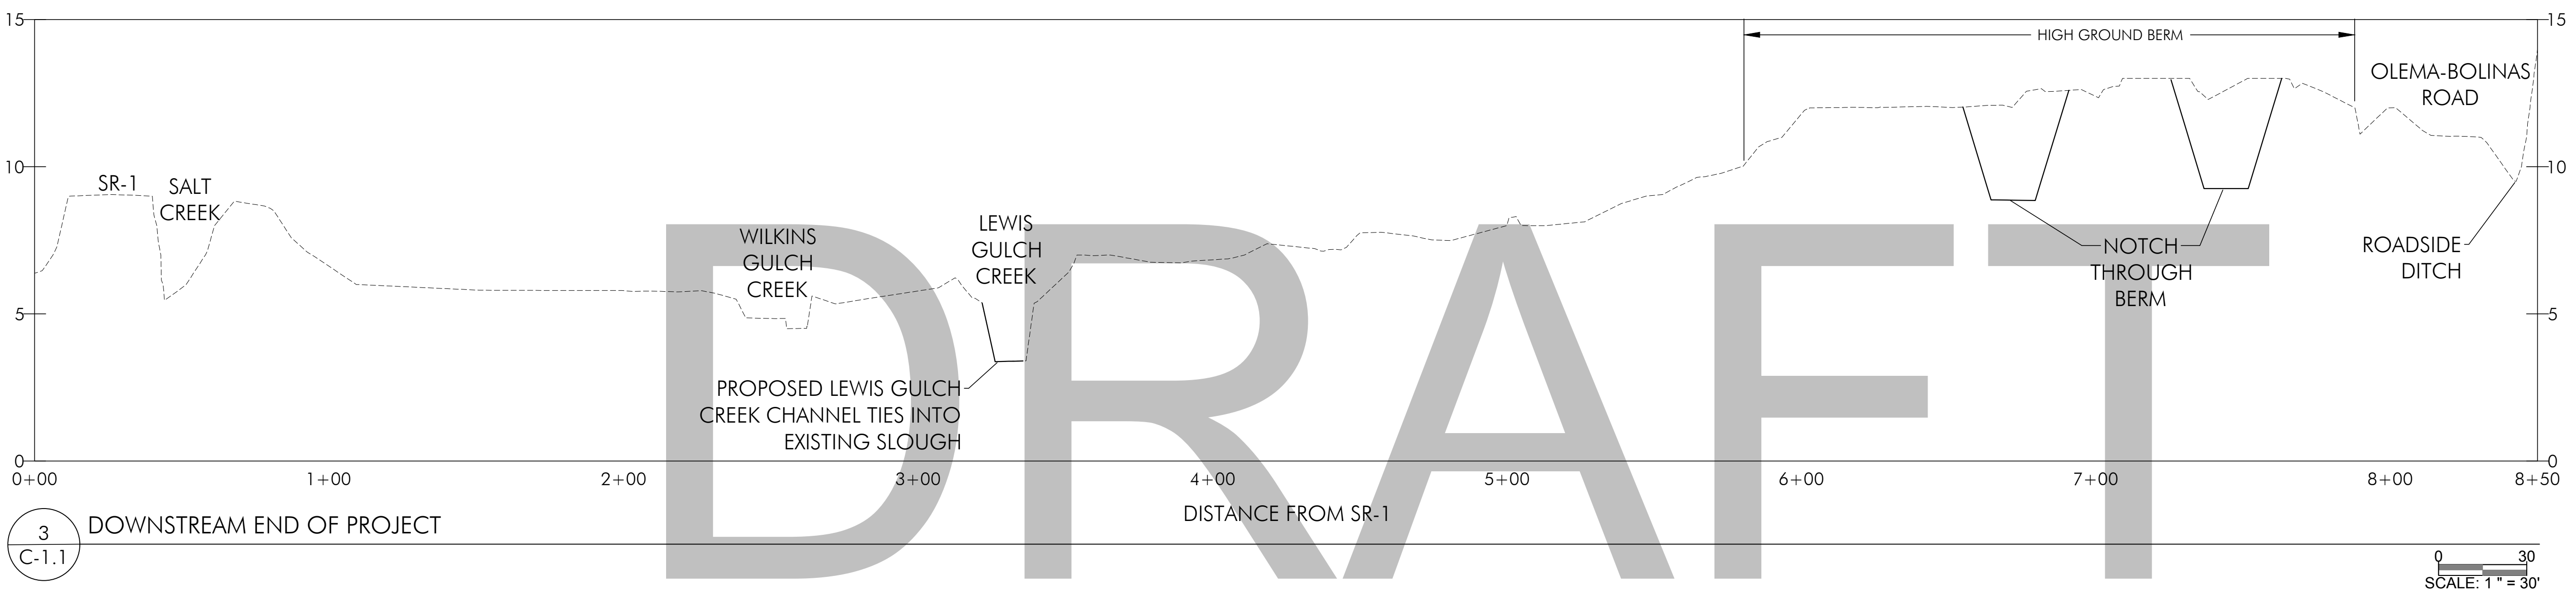 15
15
HIGH GROUND BERM
OLEMA-BOLINAS
ROAD
10
10
SR-1
SALT
CREEK
WILKINS
GULCH
CREEK
LEWIS
GULCH
CREEK
NOTCH
THROUGH
BERM
ROADSIDE
DITCH
5
5
PROPOSED LEWIS GULCH
CREEK CHANNEL TIES INTO
EXISTING SLOUGH
0
0
0+00
1+00
2+00
3+00
4+00
5+00
6+00
7+00
8+00
8+50
DISTANCE FROM SR-1
DRAFT
3
C-1.1
DOWNSTREAM END OF PROJECT
0
30
SCALE: 1 " = 30'